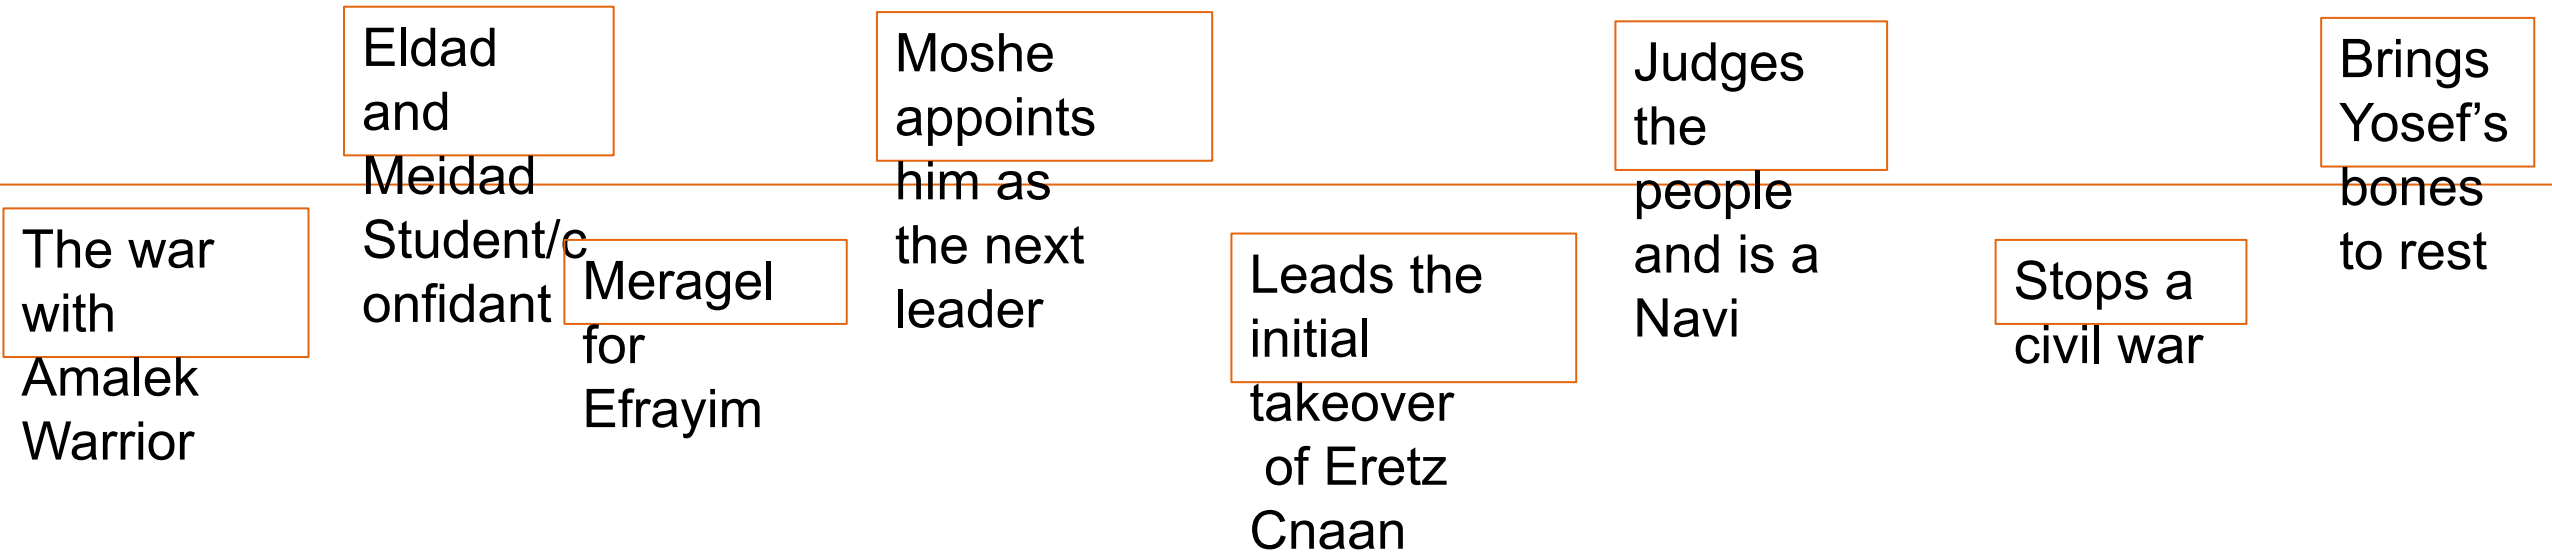 The war
with
Amalek
Warrior
Eldad
and
Meidad
Student/c
onfidant
Meragel
for
Efrayim
Moshe
appoints
him as
the next
leader
Leads the
initial
takeover
of Eretz
Cnaan
Judges
the
people
and is a
Navi
Stops a
civil war
Brings
Yosef’s
bones
to rest